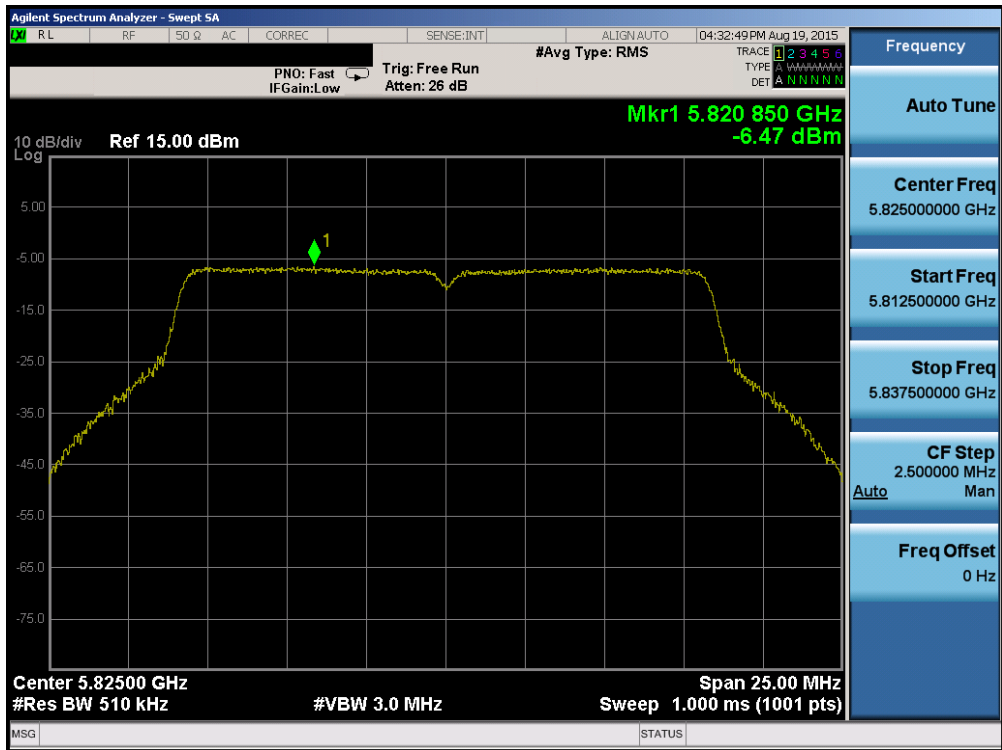 Agilent Spectrum Analyzer - Swept SA
LXI RL RF 50 Ω AC CORREC SENSE:INT ALIGN AUTO 04:32:49 PM Aug 19, 2015
#Avg Type: RMS TRACE 1 2 3 4 5 6
PNO: Fast Trig: Free Run TYPE A WWWWW
IFGain:Low Atten: 26 dB DET A N N N N N
Mkr1 5.820 850 GHz
-6.47 dBm
10 dB/div Ref 15.00 dBm
Log
1
5.00
-5.00
-15.0
-25.0
-35.0
-45.0
-55.0
-65.0
-75.0
Center 5.82500 GHz Span 25.00 MHz
#Res BW 510 kHz #VBW 3.0 MHz Sweep 1.000 ms (1001 pts)
MSG STATUS
Frequency
Auto Tune
Center Freq
5.825000000 GHz
Start Freq
5.812500000 GHz
Stop Freq
5.837500000 GHz
CF Step
2.500000 MHz
Auto Man
Freq Offset
0 Hz